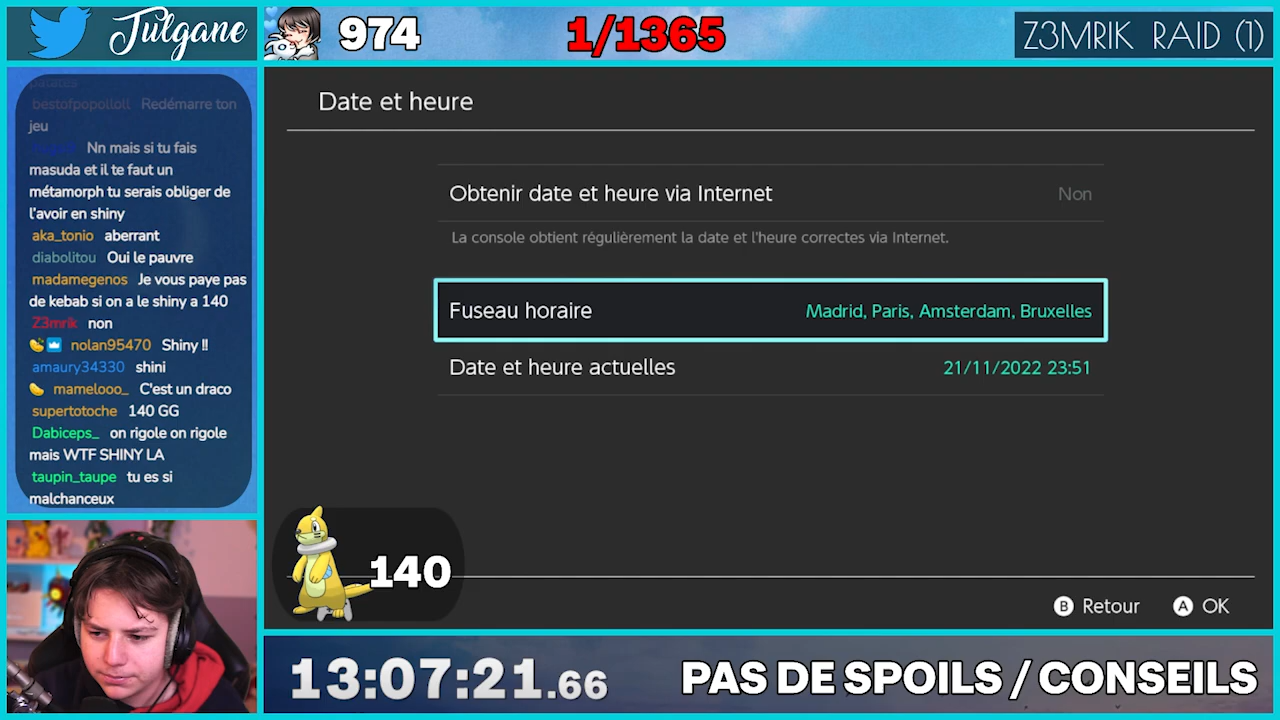 Julgane
974
1/1365
Z3MRIK RAID (1)
patates
bestofpopolloll Redémarre ton
jeu
Nn mais si tu fais
masuda et il te faut un
métamorph tu serais obliger de
l'avoir en shiny
aka_tonio aberrant
diabolitou Oui le pauvre
madamegenos Je vous paye pas
de kebab si on a le shiny a 140
Z3mrik non
nolan95470 Shiny !!
amaury34330 shini
mamelooo_ C'est un draco
supertotoche 140 GG
Dabiceps_ on rigole on rigole
mais WTF SHINY LA
taupin_taupe tu es si
malchanceux
Date et heure
Obtenir date et heure via Internet Non
La console obtient régulièrement la date et l'heure correctes via Internet.
Fuseau horaire Madrid, Paris, Amsterdam, Bruxelles
Date et heure actuelles 21/11/2022 23:51
140
B Retour A OK
13:07:21.66
PAS DE SPOILS / CONSEILS